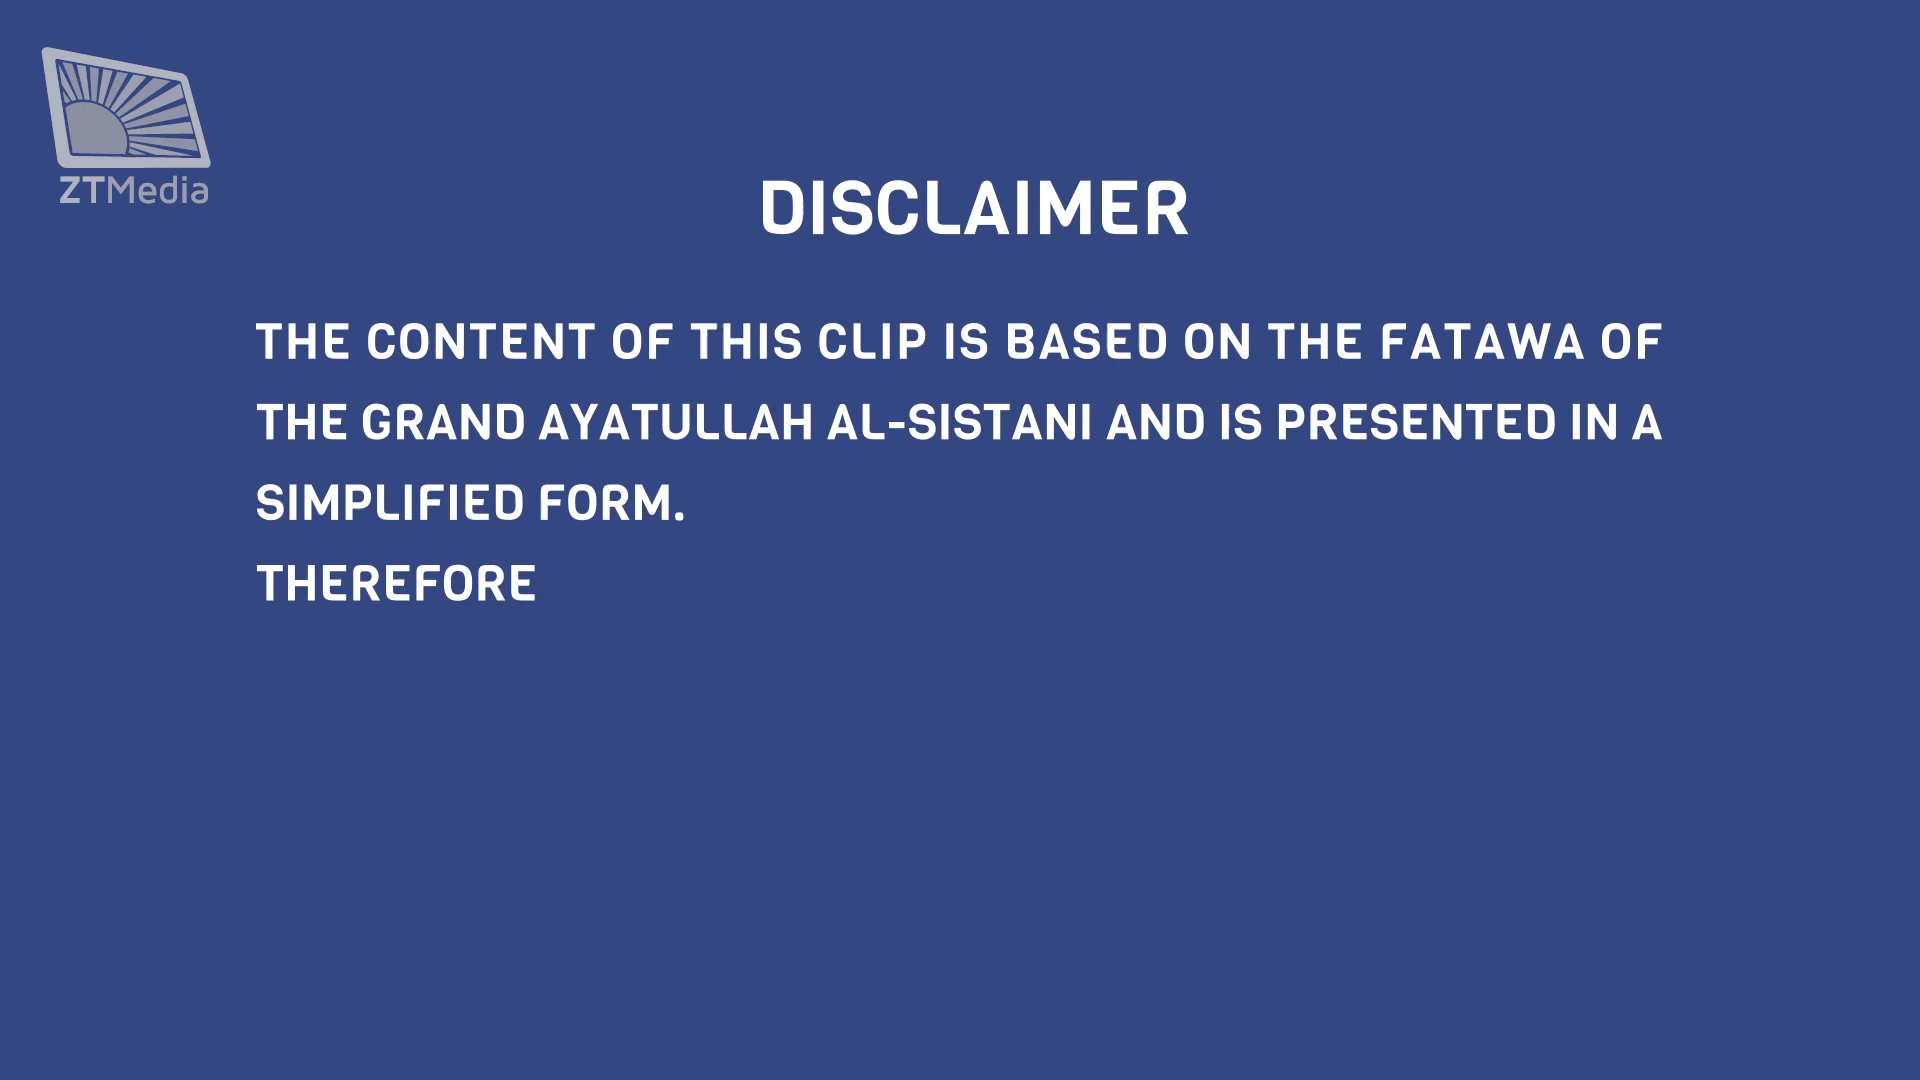 ZTMedia
DISCLAIMER
THE CONTENT OF THIS CLIP IS BASED ON THE FATAWA OF
THE GRAND AYATULLAH AL-SISTANI AND IS PRESENTED IN A
SIMPLIFIED FORM.
THEREFORE